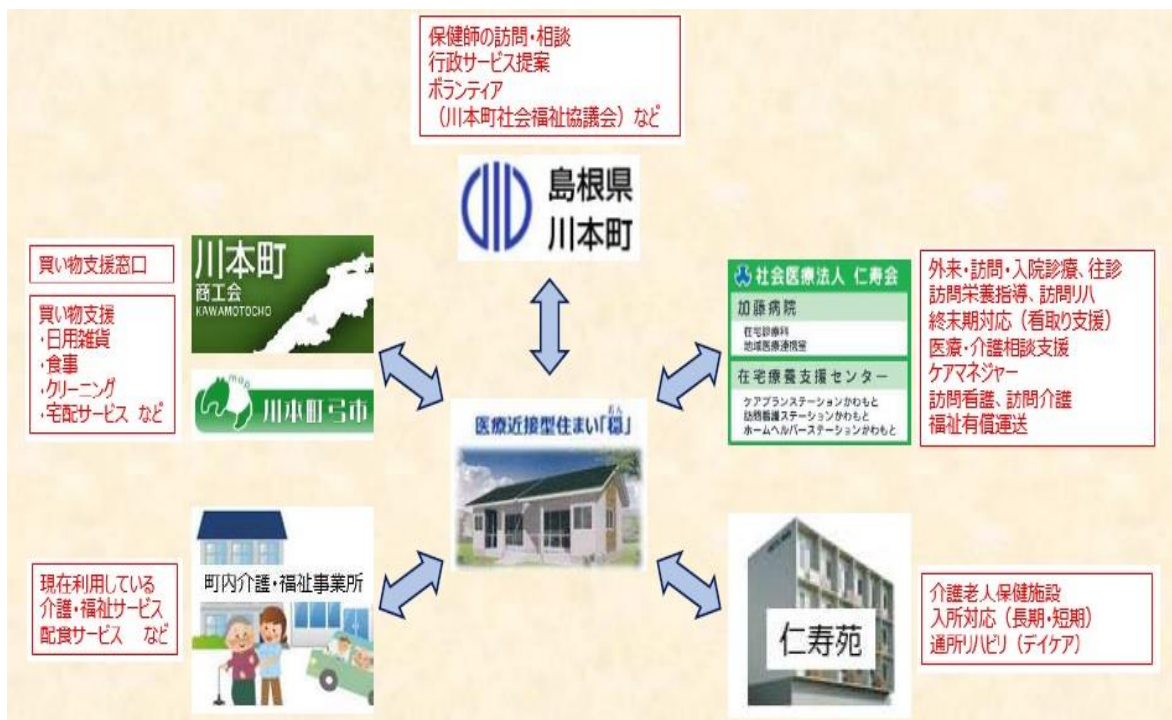 保健師の訪問・相談
行政サービス提案
ボランティア
（川本町社会福祉協議会）など
島根県
川本町
買い物支援窓口
買い物支援
・日用雑貨
・食事
・クリーニング
・宅配サービス など
川本町
商工会
KAWAMOTOCHO
map
川本町弓市
社会医療法人 仁寿会
加藤病院
在宅診療科
地域医療連携室
在宅療養支援センター
ケアプランステーションかわもと
訪問看護ステーションかわもと
ホームヘルパーステーションかわもと
外来・訪問・入院診療、往診
訪問栄養指導、訪問リハ
終末期対応（看取り支援）
医療・介護相談支援
ケアマネジャー
訪問看護、訪問介護
福祉有償運送
おん
医療近接型住まい「穏」
現在利用している
介護・福祉サービス
配食サービス など
町内介護・福祉事業所
仁寿苑
介護老人保健施設
入所対応（長期・短期）
通所リハビリ（デイケア）